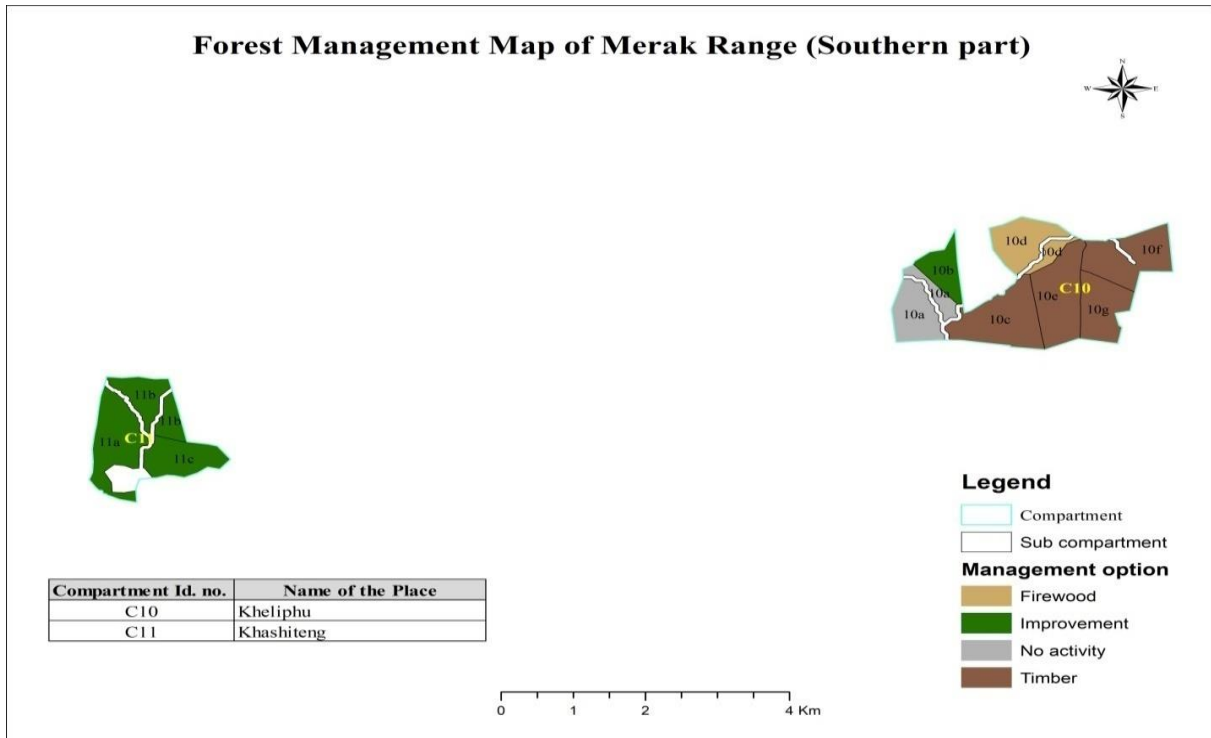 Forest Management Map of Merak Range (Southern part)
N
W E
S
10d
10d
10f
10b
10a
10e
C10
10a
10c
10g
11b
11b
11a
C11
11c
Legend
Compartment
Sub compartment
Management option
Firewood
Improvement
No activity
Timber
Compartment Id. no. Name of the Place
C10 Kheliphu
C11 Khashiteng
0 1 2 4 Km